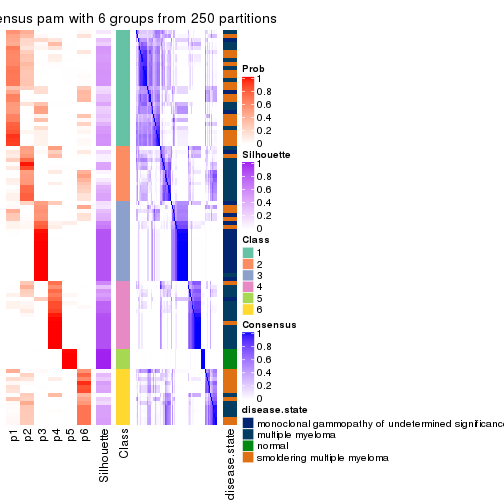 ensus pam with 6 groups from 250 partitions
Prob
1
0.8
0.6
0.4
0.2
0
Silhouette
1
0.8
0.6
0.4
0.2
0
Class
1
2
3
4
5
6
Consensus
1
0.8
0.6
0.4
0.2
0
disease.state
monoclonal gammopathy of undetermined significance
multiple myeloma
normal
smoldering multiple myeloma
p1
p2
p3
p4
p5
p6
Silhouette
Class
disease.state